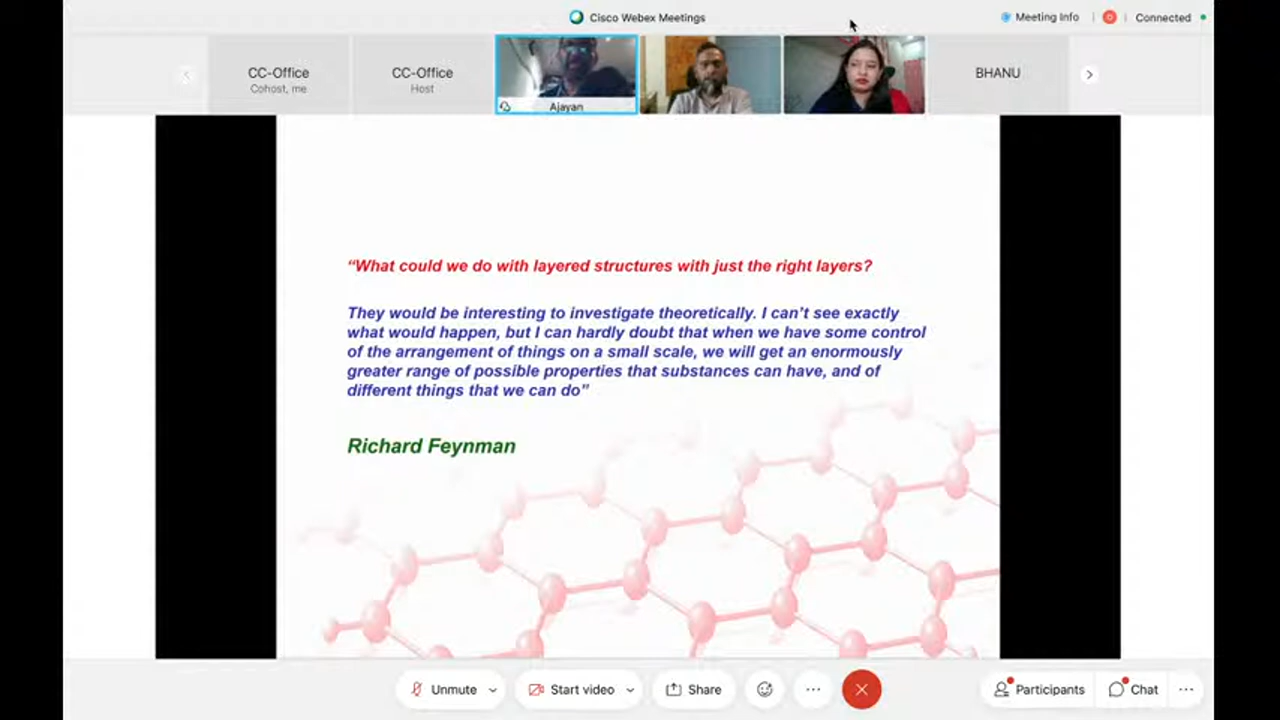 Cisco Webex Meetings
Meeting Info
Connected
CC-Office
Cohost, me
CC-Office
Host
Ajayan
BHANU
“What could we do with layered structures with just the right layers?
They would be interesting to investigate theoretically. I can’t see exactly
what would happen, but I can hardly doubt that when we have some control
of the arrangement of things on a small scale, we will get an enormously
greater range of possible properties that substances can have, and of
different things that we can do”
Richard Feynman
Unmute
Start video
Share
Participants
Chat